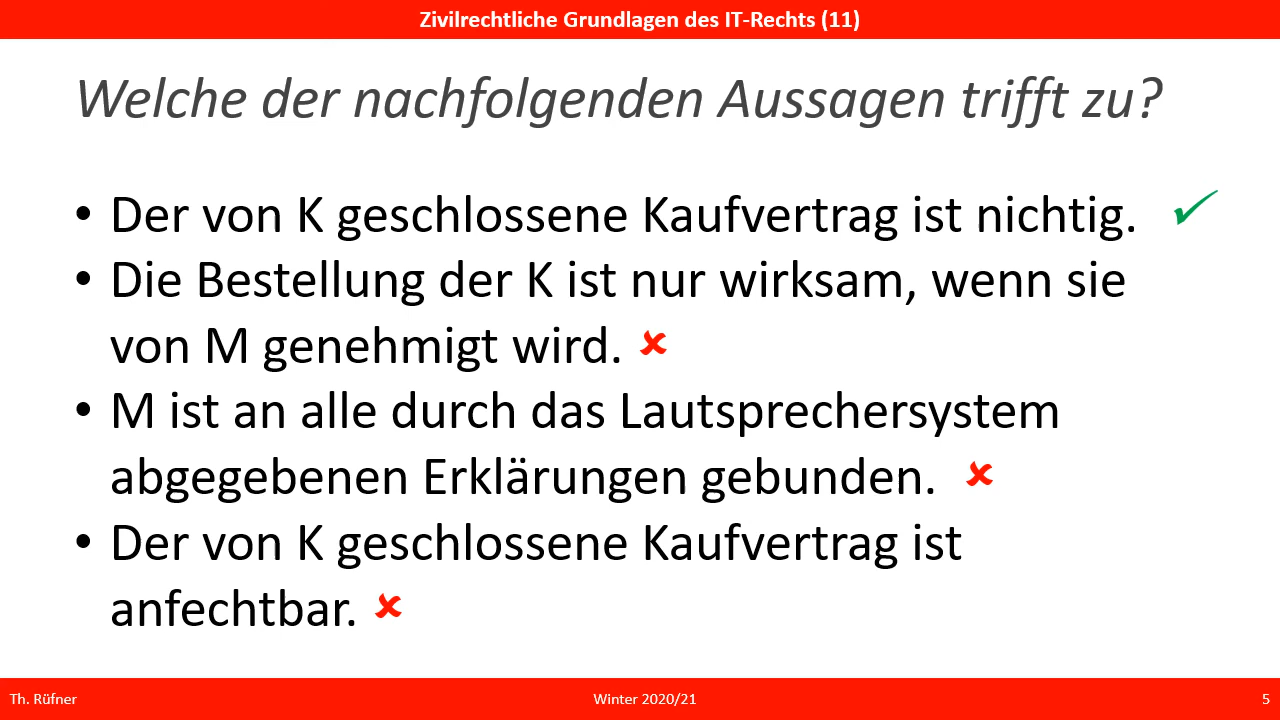 Zivilrechtliche Grundlagen des IT-Rechts (11)
Welche der nachfolgenden Aussagen trifft zu?
• Der von K geschlossene Kaufvertrag ist nichtig. ✓
• Die Bestellung der K ist nur wirksam, wenn sie
von M genehmigt wird. ✘
• M ist an alle durch das Lautsprechersystem
abgegebenen Erklärungen gebunden. ✘
• Der von K geschlossene Kaufvertrag ist
anfechtbar. ✘
Th. Rüfner
Winter 2020/21
5